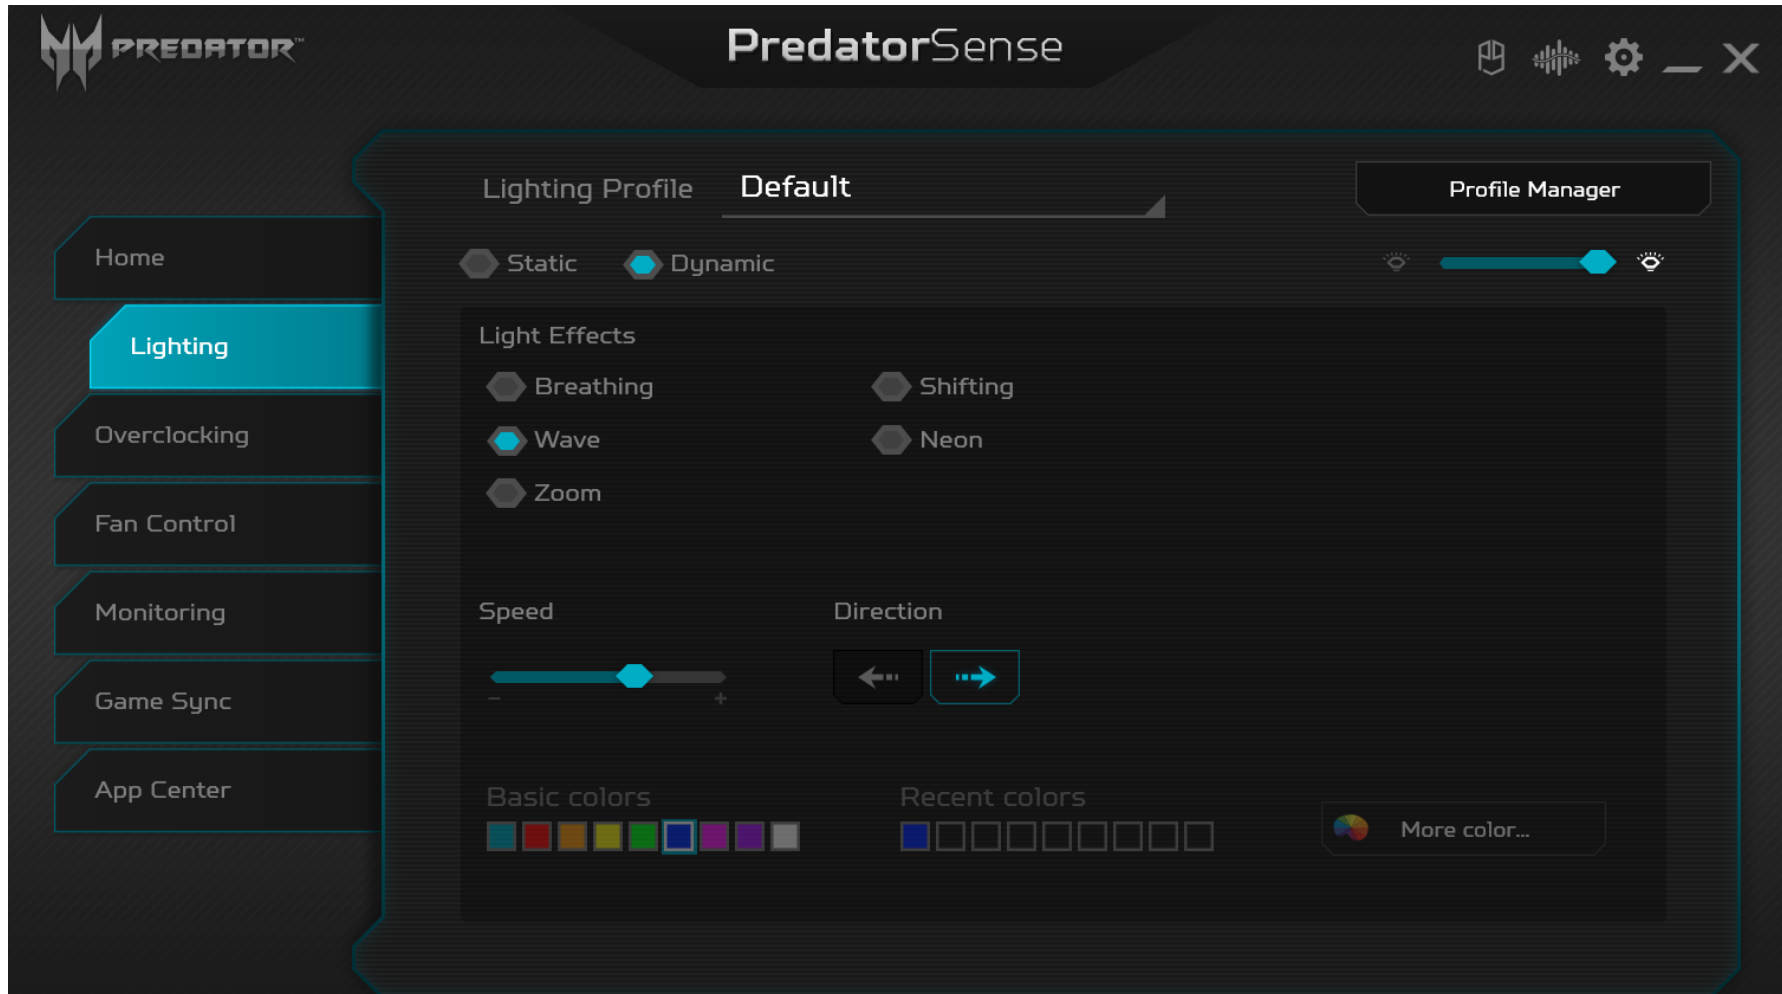 PREDATOR™
PredatorSense
Lighting Profile Default
Profile Manager
Static Dynamic
Home
Lighting
Overclocking
Fan Control
Monitoring
Game Sync
App Center
Light Effects
Breathing Shifting
Wave Neon
Zoom
Speed Direction
- +
Basic colors Recent colors
More color...